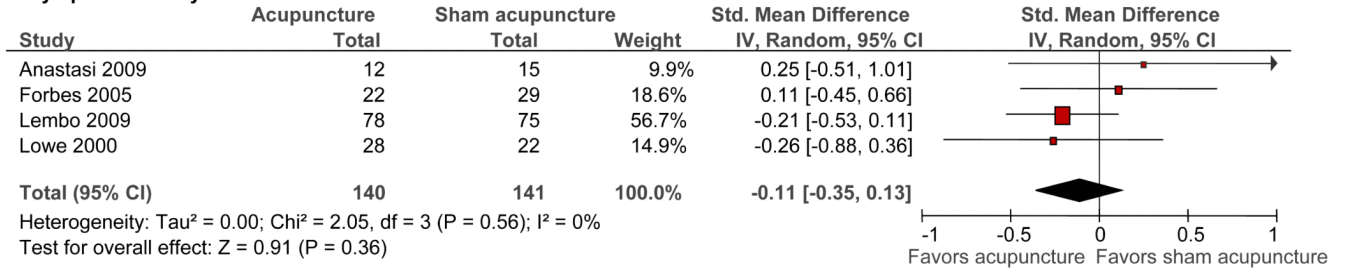 Acupuncture Sham acupuncture Std. Mean Difference Std. Mean Difference
Study Total Total Weight IV, Random, 95% CI IV, Random, 95% CI
Anastasi 2009 12 15 9.9% 0.25 [-0.51, 1.01]
Forbes 2005 22 29 18.6% 0.11 [-0.45, 0.66]
Lembo 2009 78 75 56.7% -0.21 [-0.53, 0.11]
Lowe 2000 28 22 14.9% -0.26 [-0.88, 0.36]
Total (95% CI) 140 141 100.0% -0.11 [-0.35, 0.13]
Heterogeneity: Tau² = 0.00; Chi² = 2.05, df = 3 (P = 0.56); I² = 0%
Test for overall effect: Z = 0.91 (P = 0.36)
-1 -0.5 0 0.5 1
Favors acupuncture Favors sham acupuncture